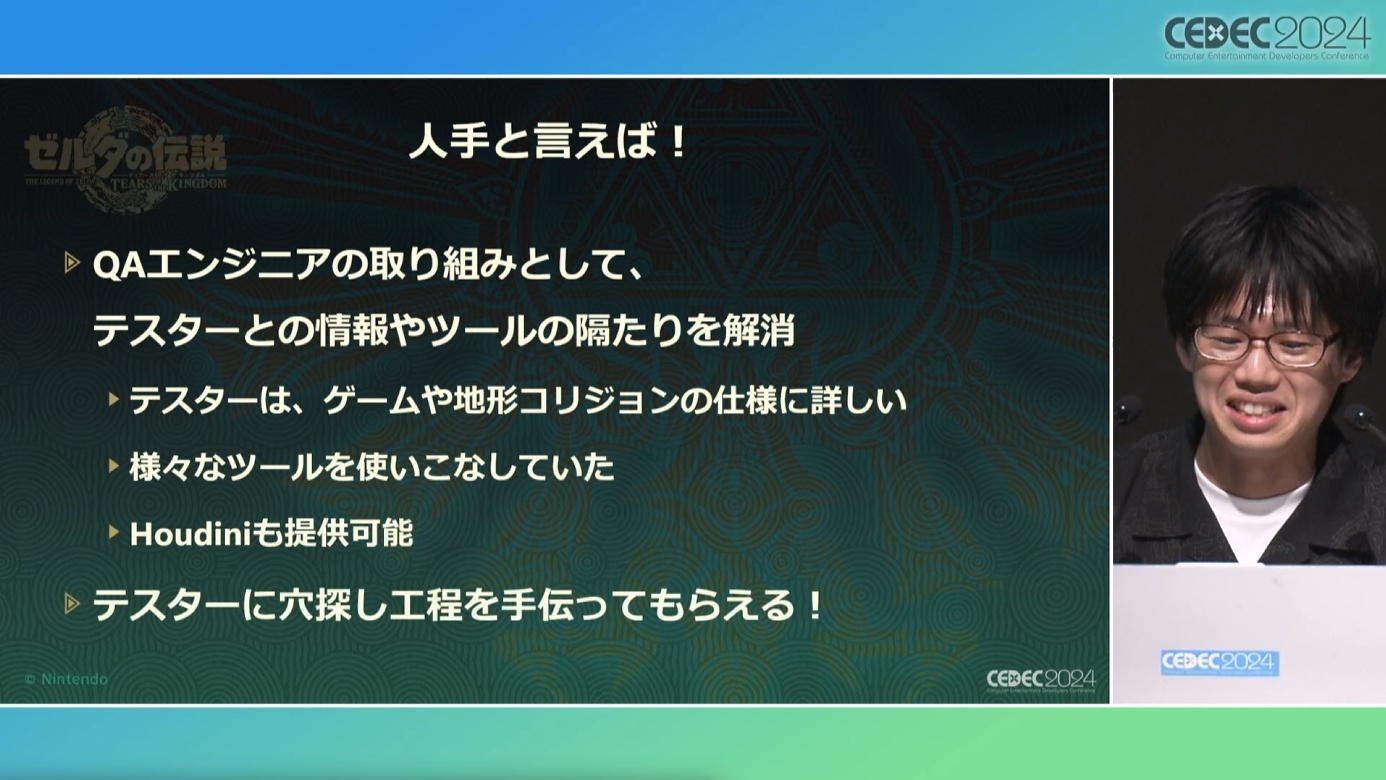 CEDEC2024
Computer Entertainment Developers Conference
ゼルダの伝説
THE LEGEND OF ZELDA
TEARS OF THE KINGDOM
人手と言えば！
QAエンジニアの取り組みとして、
テスターとの情報やツールの隔たりを解消
テスターは、ゲームや地形コリジョンの仕様に詳しい
様々なツールを使いこなしていた
Houdiniも提供可能
テスターに穴探し工程を手伝ってもらえる！
© Nintendo
CEDEC2024
Computer Entertainment Developers Conference
CEDEC2024